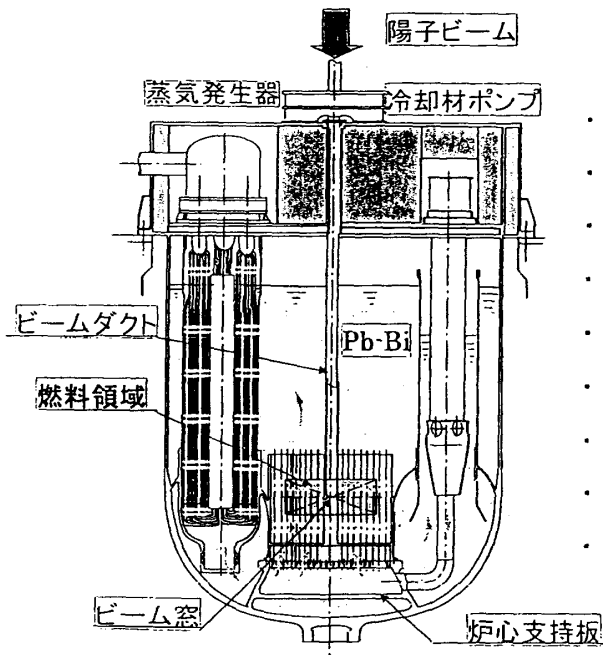 陽子ビーム
蒸気発生器
冷却材ポンプ
ビームダクト
Pb-Bi
燃料領域
ビーム窓
炉心支持板